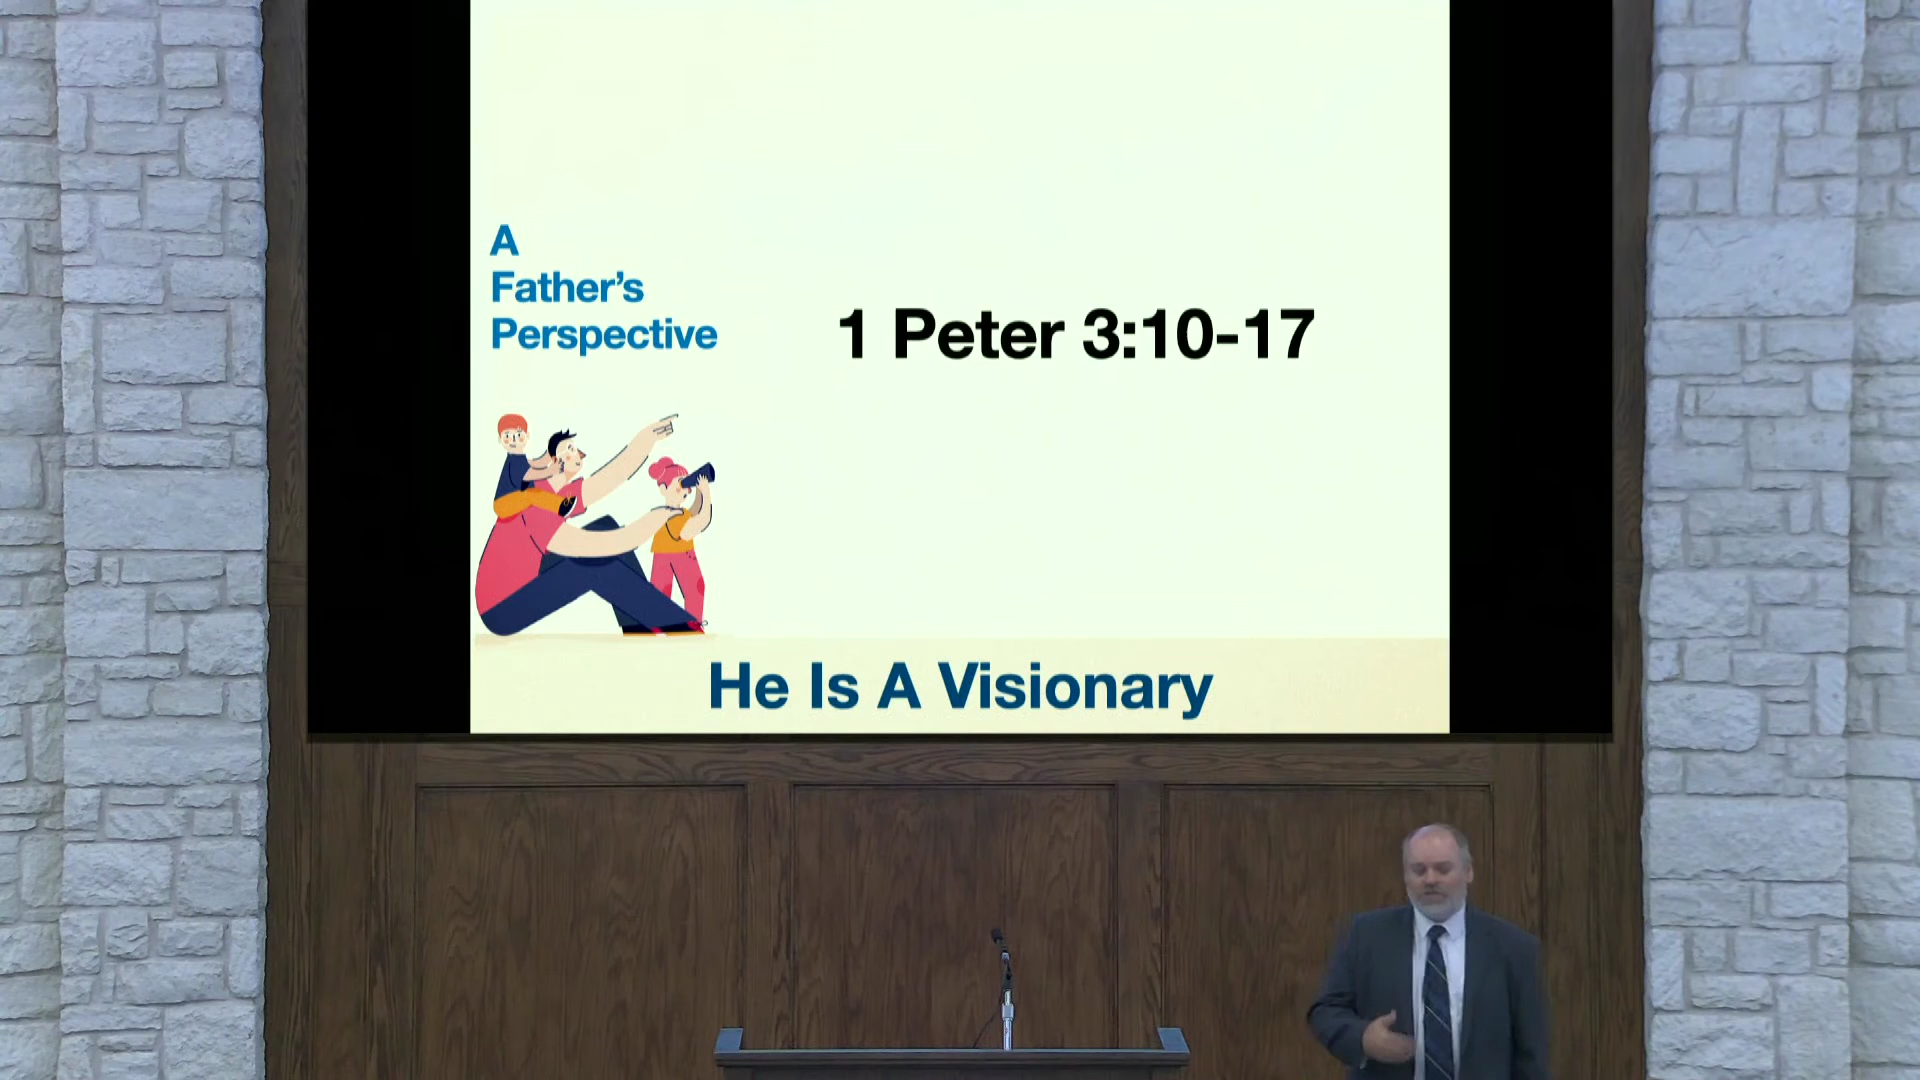 A
Father's
Perspective
1 Peter 3:10-17
He Is A Visionary